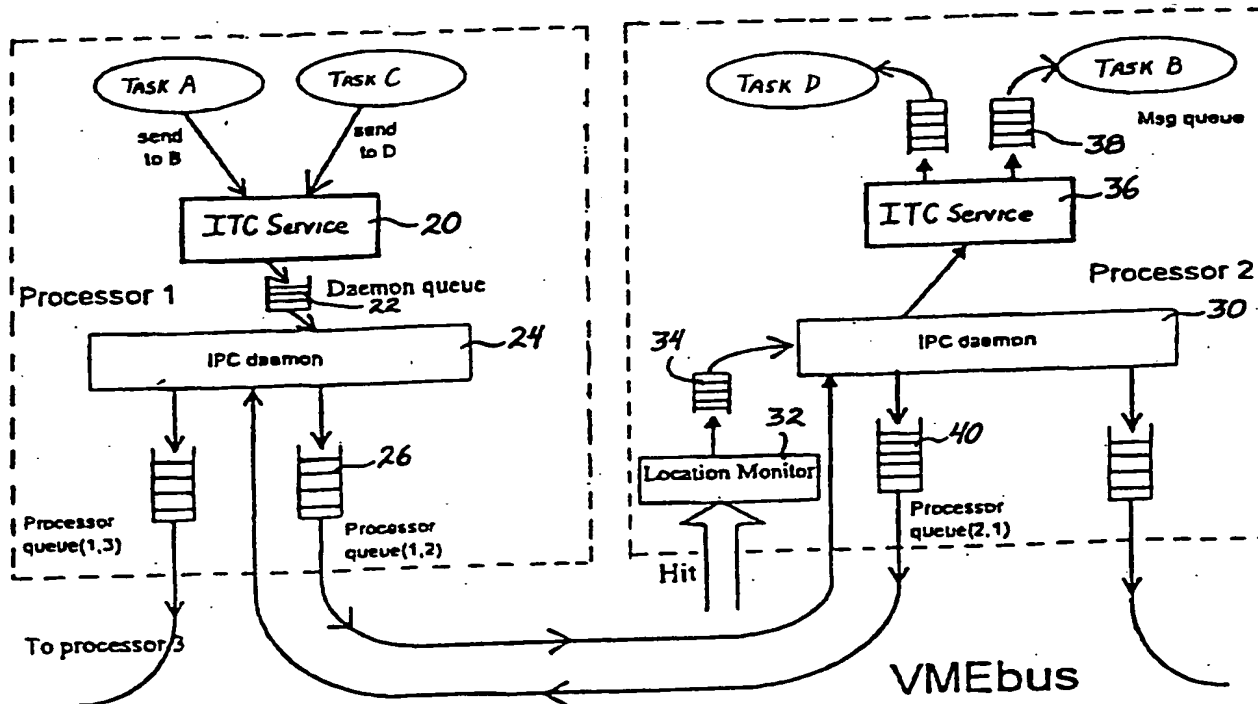 TASK A
TASK C
send
to B
send
to D
ITC Service
20
Processor 1
Daemon queue
22
IPC daemon
24
26
Processor
queue(1,3)
Processor
queue(1,2)
To processor 3
TASK D
TASK B
Msg queue
38
36
ITC Service
Processor 2
30
IPC daemon
34
32
Location Monitor
40
Processor
queue(2,1)
Hit
VMEbus